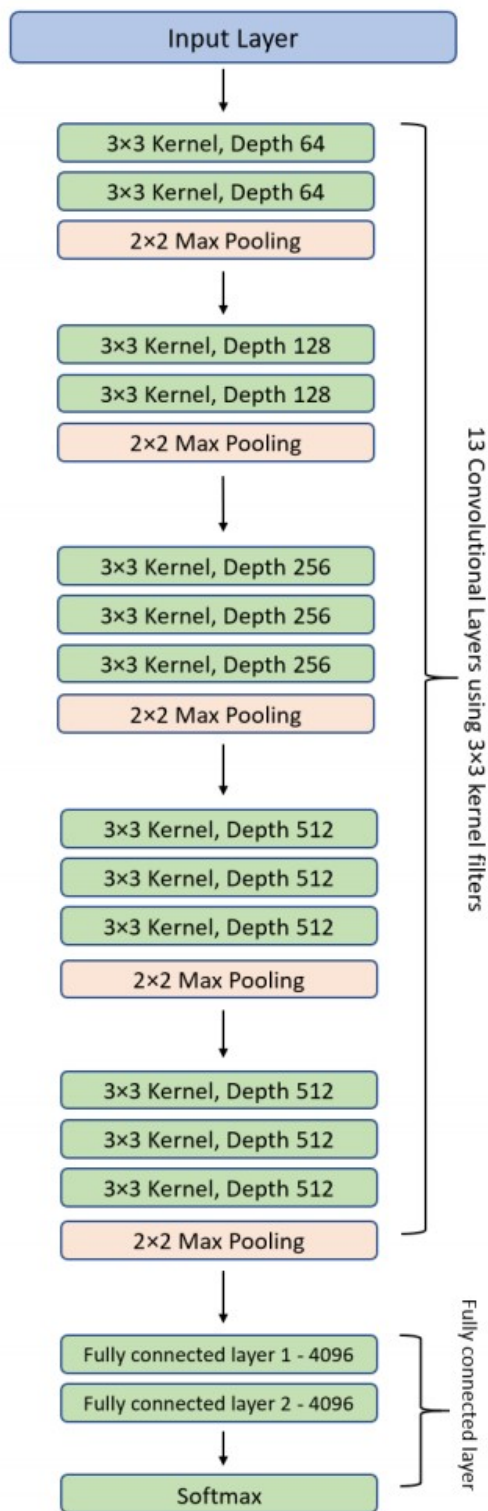 Input Layer
3×3 Kernel, Depth 64
3×3 Kernel, Depth 64
2×2 Max Pooling
3×3 Kernel, Depth 128
3×3 Kernel, Depth 128
2×2 Max Pooling
3×3 Kernel, Depth 256
3×3 Kernel, Depth 256
3×3 Kernel, Depth 256
2×2 Max Pooling
3×3 Kernel, Depth 512
3×3 Kernel, Depth 512
3×3 Kernel, Depth 512
2×2 Max Pooling
3×3 Kernel, Depth 512
3×3 Kernel, Depth 512
3×3 Kernel, Depth 512
2×2 Max Pooling
13 Convolutional Layers using 3×3 kernel filters
Fully connected layer 1 - 4096
Fully connected layer 2 - 4096
Softmax
Fully connected layer